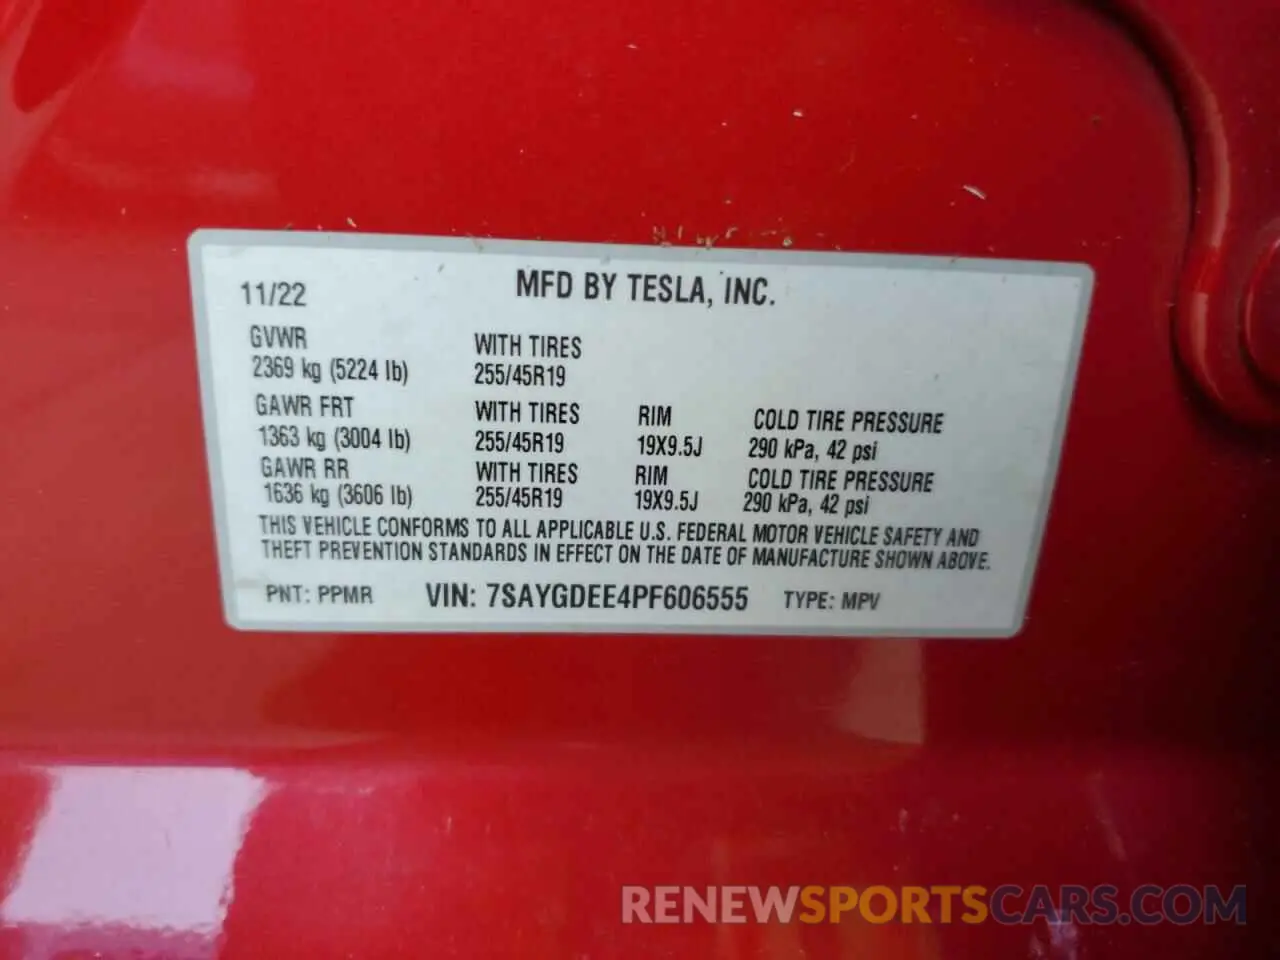 11/22 MFD BY TESLA, INC.
GVWR WITH TIRES
2369 kg (5224 lb) 255/45R19
GAWR FRT WITH TIRES RIM COLD TIRE PRESSURE
1363 kg (3004 lb) 255/45R19 19X9.5J 290 kPa, 42 psi
GAWR RR WITH TIRES RIM COLD TIRE PRESSURE
1636 kg (3606 lb) 255/45R19 19X9.5J 290 kPa, 42 psi
THIS VEHICLE CONFORMS TO ALL APPLICABLE U.S. FEDERAL MOTOR VEHICLE SAFETY AND
THEFT PREVENTION STANDARDS IN EFFECT ON THE DATE OF MANUFACTURE SHOWN ABOVE.
PNT: PPMR VIN: 7SAYGDEE4PF606555 TYPE: MPV
RENEWSPORTSCARS.COM